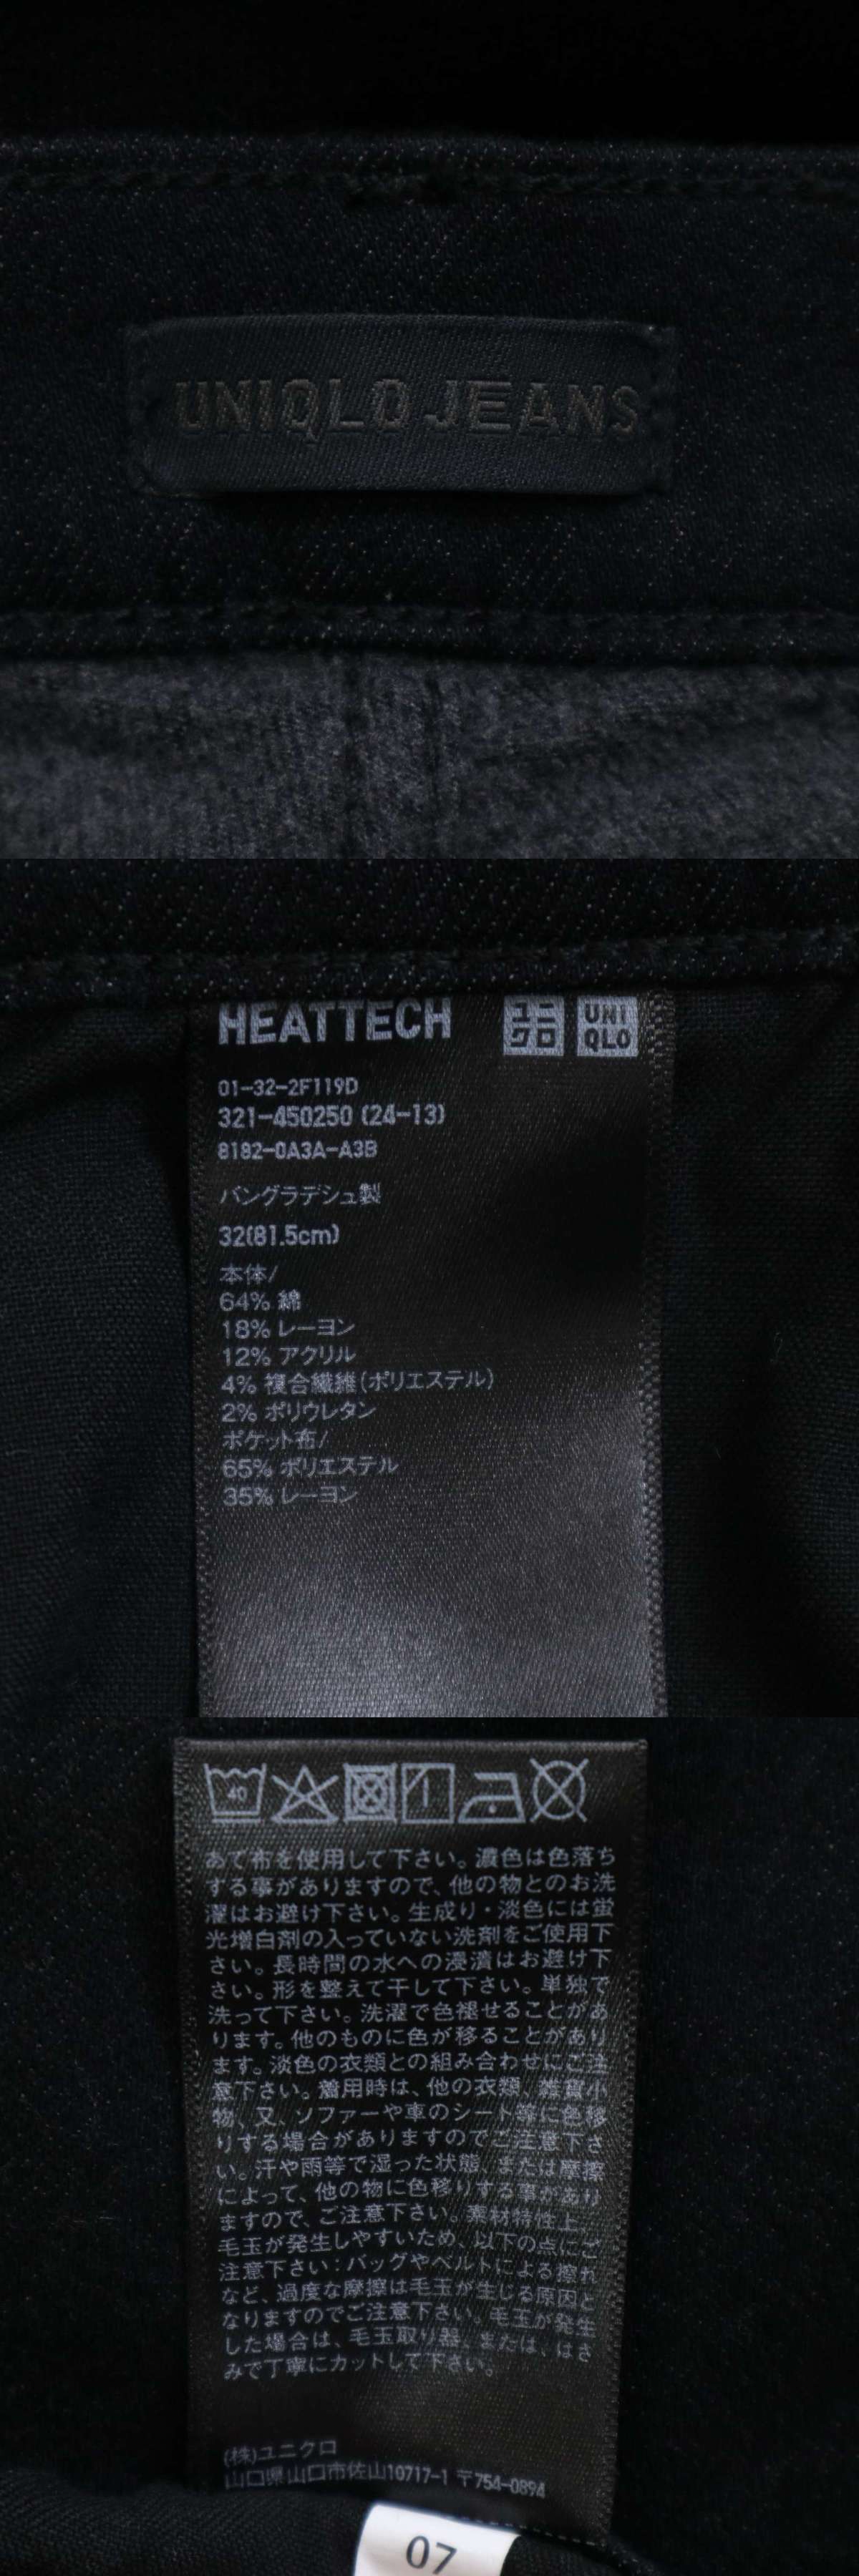 UNIQLO JEANS
HEATTECH
ユニクロ
UNIQLO
01-32-2F119D
321-450250 (24-13)
8182-0A3A-A3B
バングラデシュ製
32(81.5cm)
本体/
64% 綿
18% レーヨン
12% アクリル
4% 複合繊維(ポリエステル)
2% ポリウレタン
ポケット布/
65% ポリエステル
35% レーヨン
40
あて布を使用して下さい。濃色は色落ち
する事がありますので、他の物とのお洗
濯はお避け下さい。生成り・淡色には蛍
光増白剤の入っていない洗剤をご使用下
さい。長時間の水への浸漬はお避け下
さい。形を整えて干して下さい。単独で
洗って下さい。洗濯で色褪せることがあ
ります。他のものに色が移ることがあり
ます。淡色の衣類との組み合わせにご注
意下さい。着用時は、他の衣類、雑貨小
物、又、ソファーや車のシート等に色移
りする場合がありますのでご注意下さ
い。汗や雨等で湿った状態、または摩擦
によって、他の物に色移りする事があり
ますので、ご注意下さい。素材特性上、
毛玉が発生しやすいため、以下の点にご
注意下さい：バッグやベルトによる擦れ
など、過度な摩擦は毛玉が生じる原因と
なりますのでご注意下さい。毛玉が発生
した場合は、毛玉取り器、または、はさ
みで丁寧にカットして下さい。
(株)ユニクロ
山口県山口市佐山10717-1 〒754-0894
07